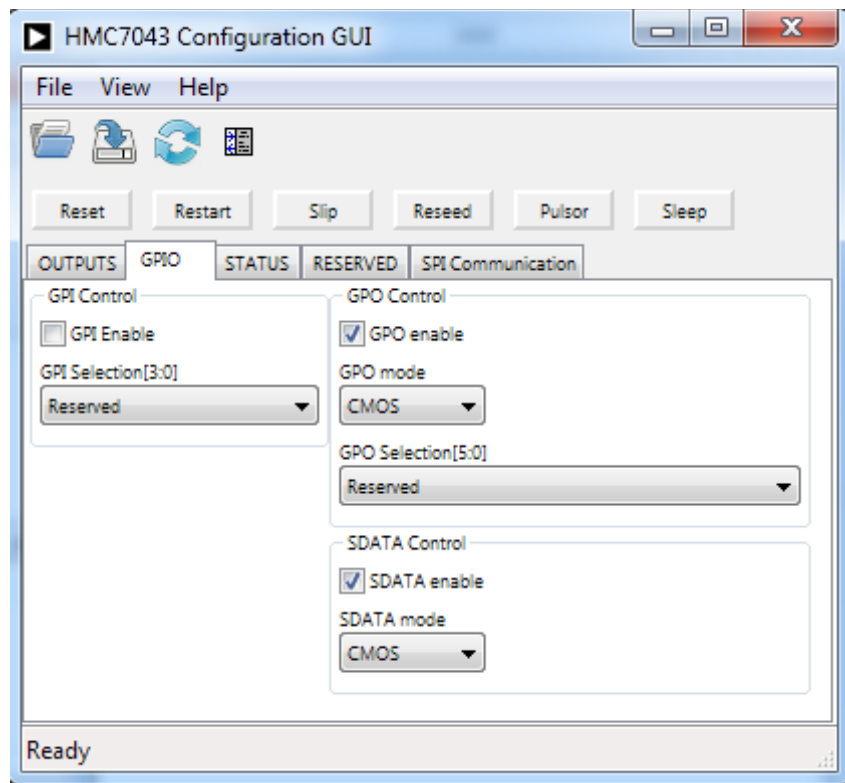 HMC7043 Configuration GUI
File View Help
Reset Restart Slip Reseed Pulsor Sleep
OUTPUTS GPIO STATUS RESERVED SPI Communication
GPI Control
GPI Enable
GPI Selection[3:0]
Reserved
GPO Control
GPO enable
GPO mode
CMOS
GPO Selection[5:0]
Reserved
SDATA Control
SDATA enable
SDATA mode
CMOS
Ready